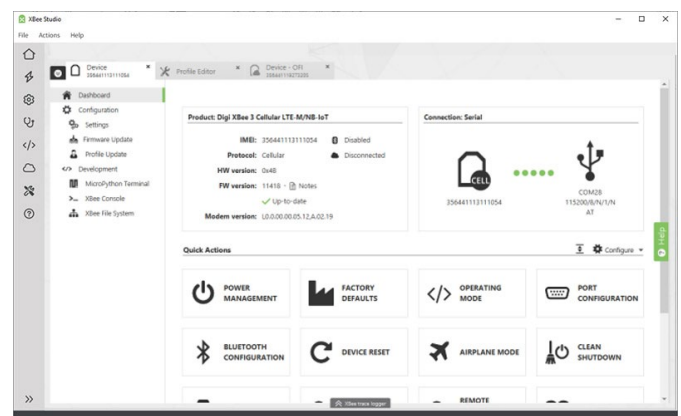 XBee Studio
File Actions Help
Device
356441113111054
Profile Editor
Device - Offl
Dashboard
Configuration
Settings
Firmware Update
Profile Update
Development
MicroPython Terminal
XBee Console
XBee File System
Product: Digi XBee 3 Cellular LTE-M/NB-IoT
IMEI: 356441113111054 Disabled
Protocol: Cellular Disconnected
HW version: 0x4B
FW version: 11418 - Notes
Up-to-date
Modem version: L0.0.00.00.05.12,A.02.19
Connection: Serial
CELL
356441113111054
COM28
115200/8/N/1/N
AT
Help
Quick Actions
Configure
POWER
MANAGEMENT
FACTORY
DEFAULTS
OPERATING
MODE
PORT
CONFIGURATION
BLUETOOTH
CONFIGURATION
DEVICE RESET
AIRPLANE MODE
CLEAN
SHUTDOWN
REMOTE
XBee trace logger